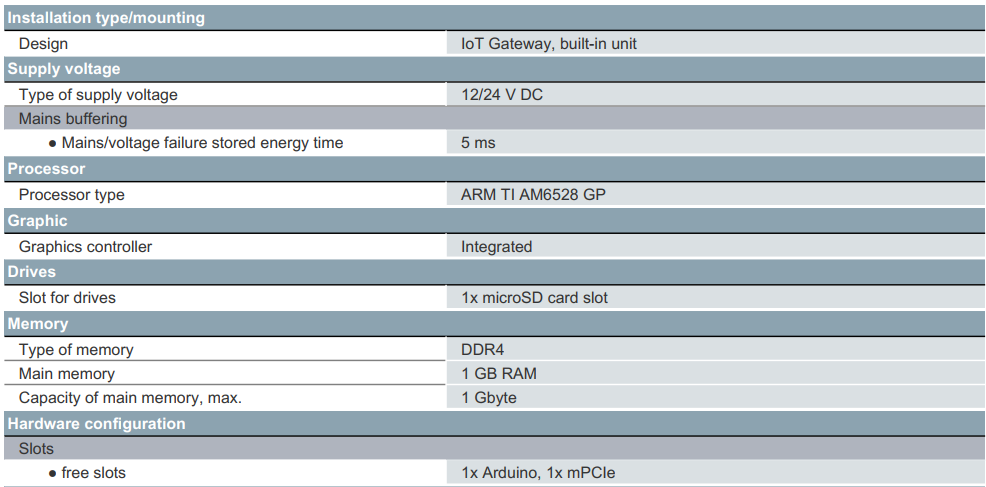 Installation type/mounting
Design IoT Gateway, built-in unit
Supply voltage
Type of supply voltage 12/24 V DC
Mains buffering
● Mains/voltage failure stored energy time 5 ms
Processor
Processor type ARM TI AM6528 GP
Graphic
Graphics controller Integrated
Drives
Slot for drives 1x microSD card slot
Memory
Type of memory DDR4
Main memory 1 GB RAM
Capacity of main memory, max. 1 Gbyte
Hardware configuration
Slots
● free slots 1x Arduino, 1x mPCIe